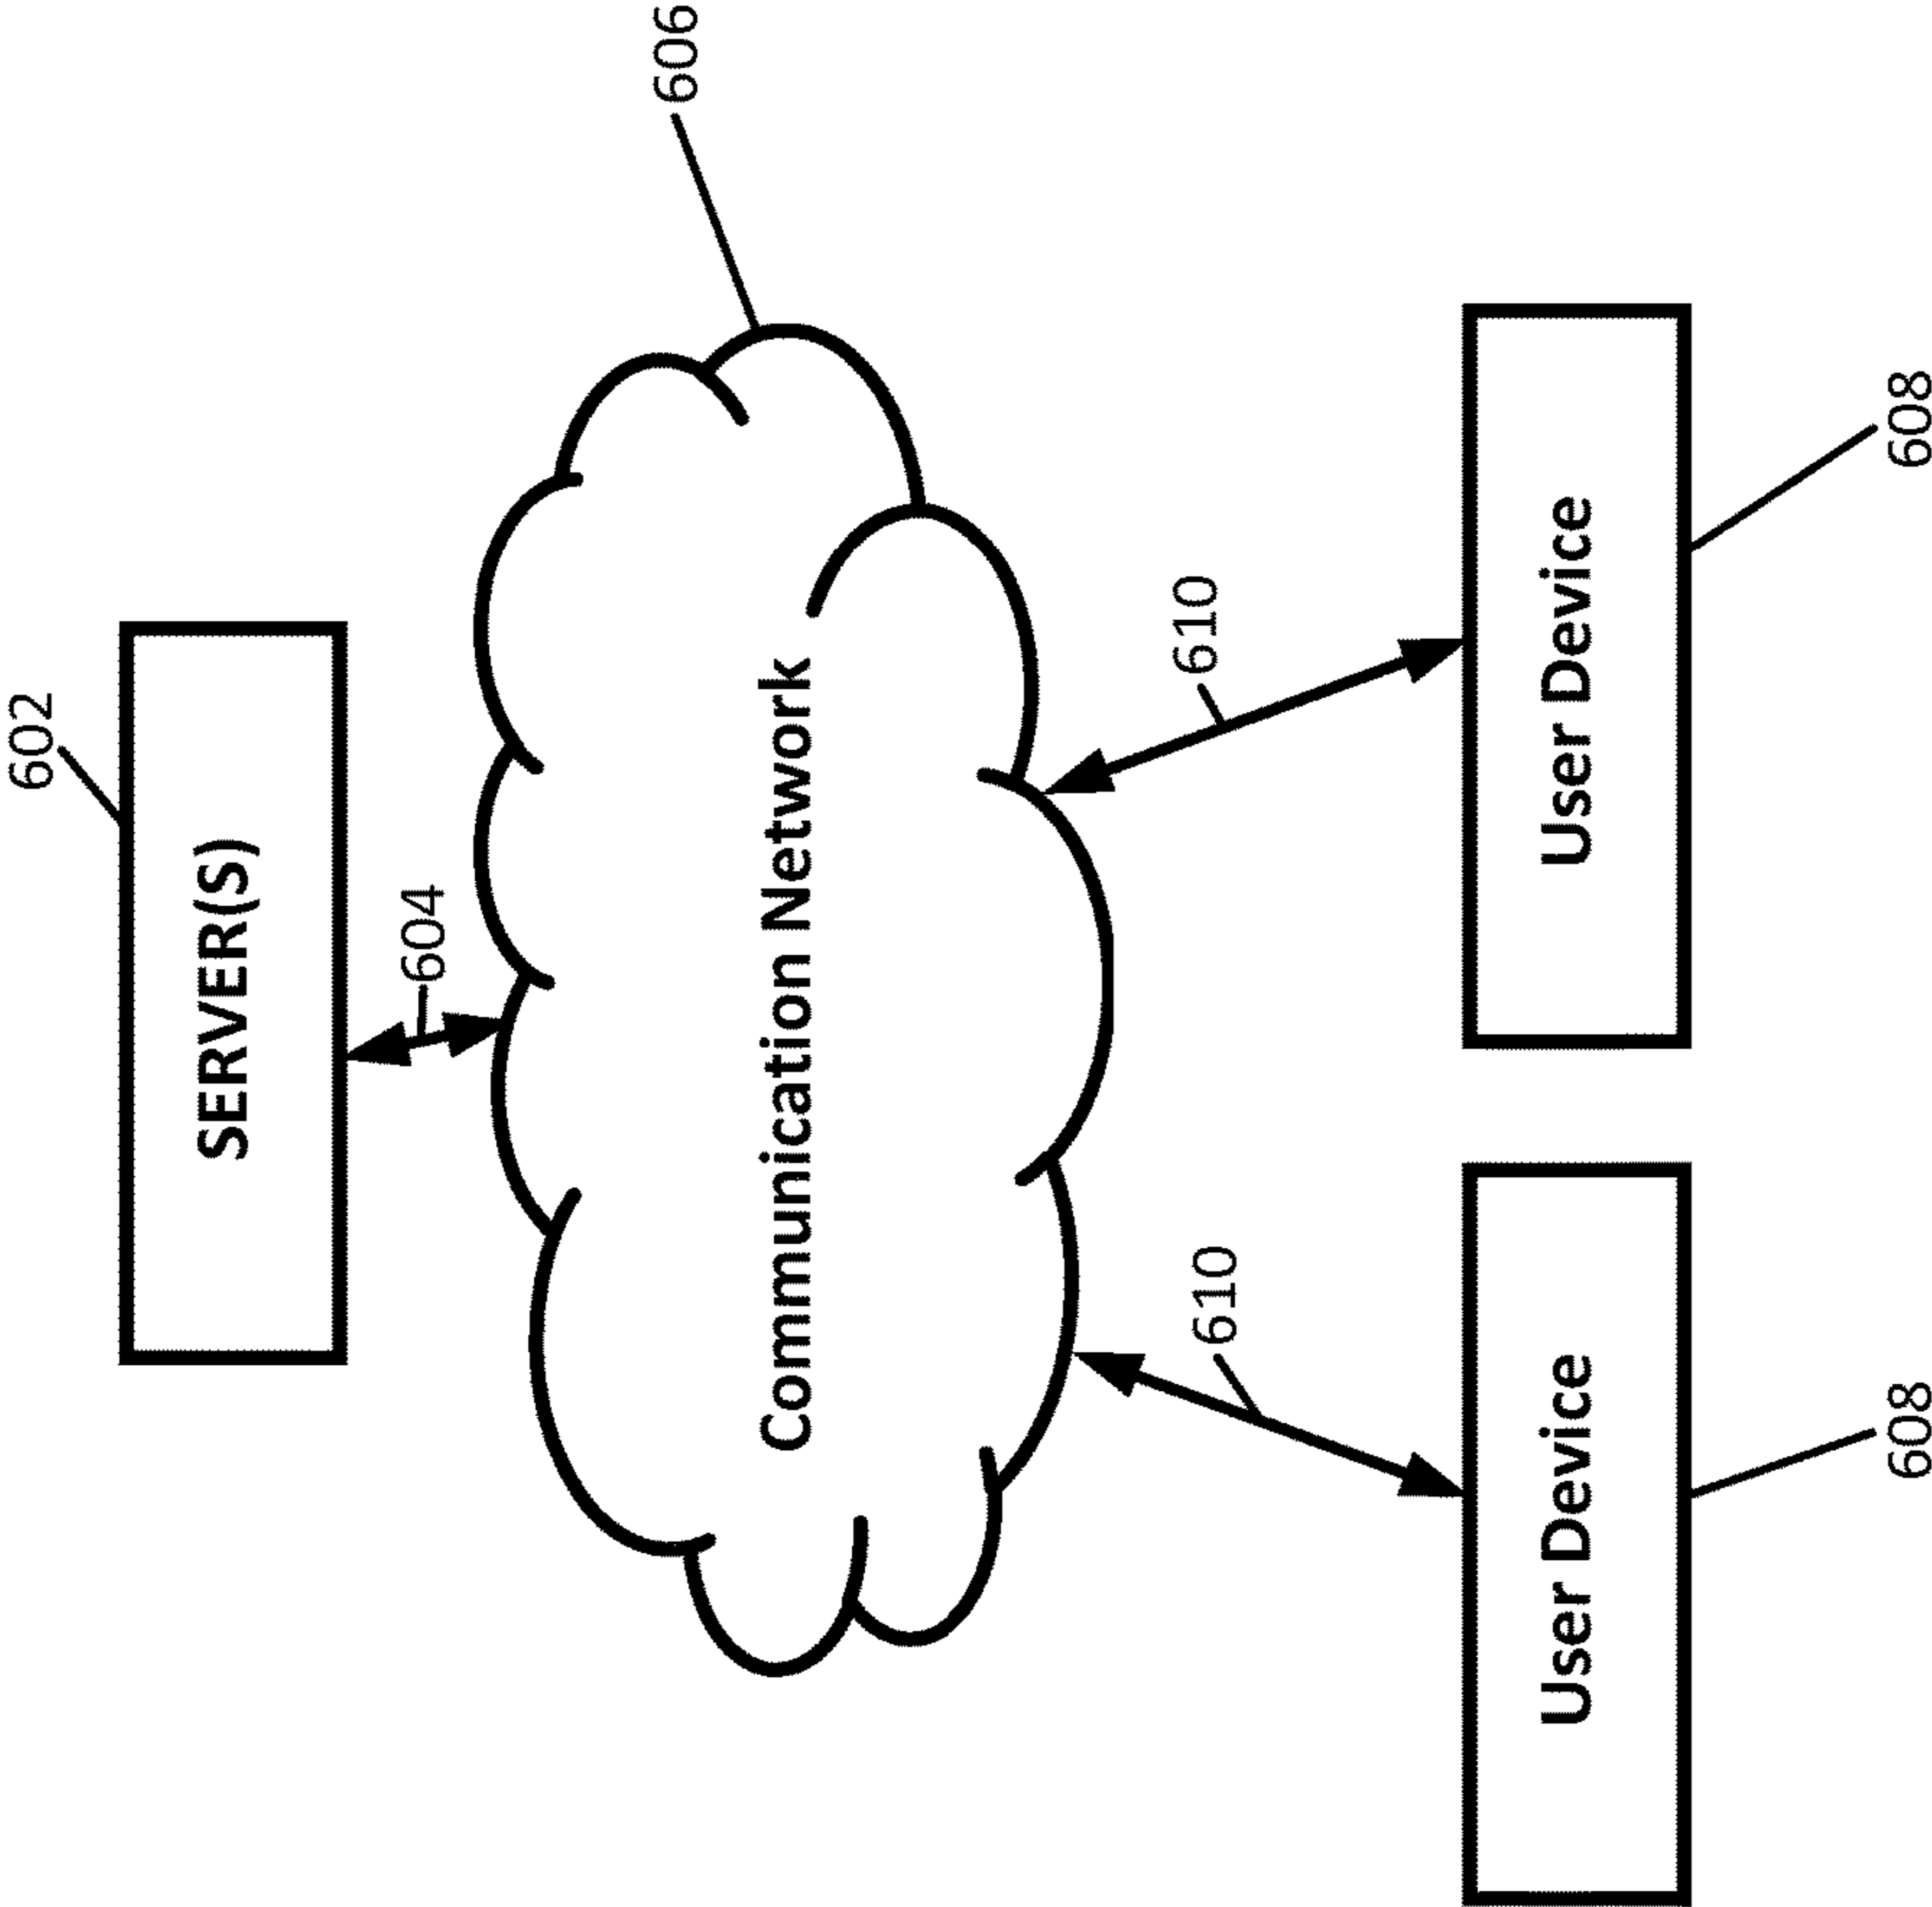 602
SERVER(S)
604
606
Communication Network
610
610
User Device
User Device
608
608